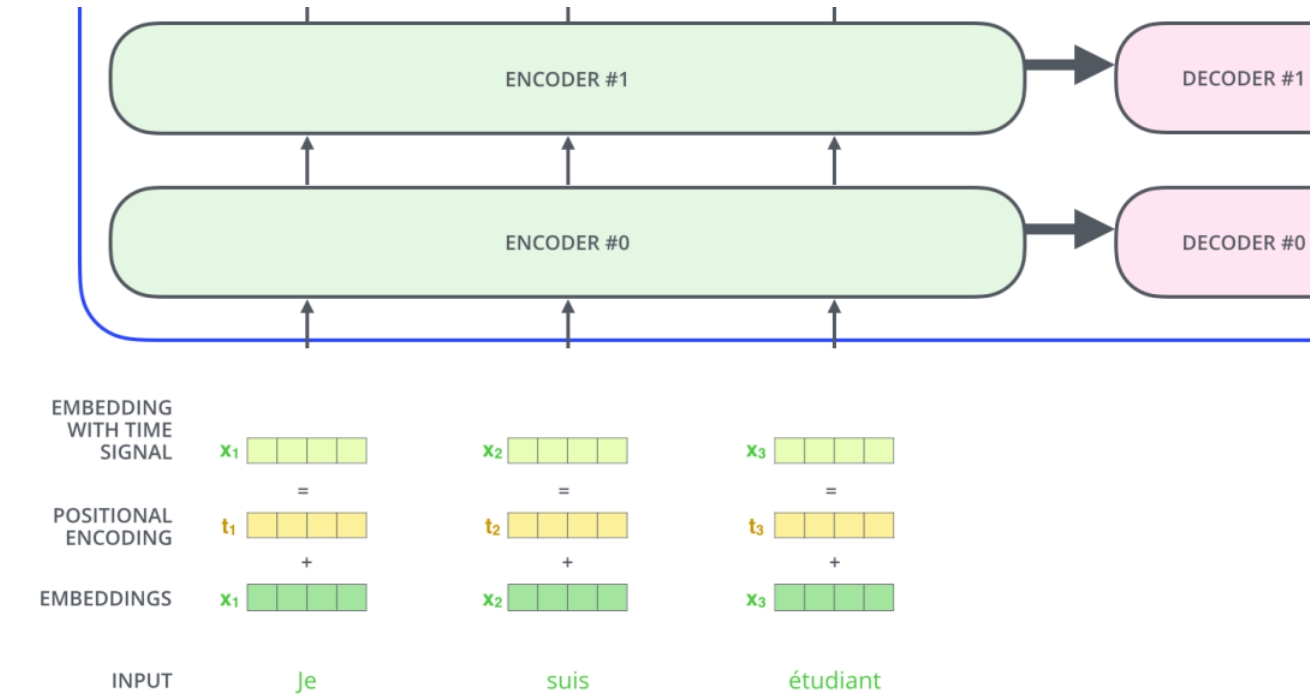 ENCODER #1
DECODER #1
ENCODER #0
DECODER #0
EMBEDDING
WITH TIME
SIGNAL
x₁
x₂
x₃
=
=
=
POSITIONAL
ENCODING
t₁
t₂
t₃
+
+
+
EMBEDDINGS
x₁
x₂
x₃
INPUT
Je
suis
étudiant